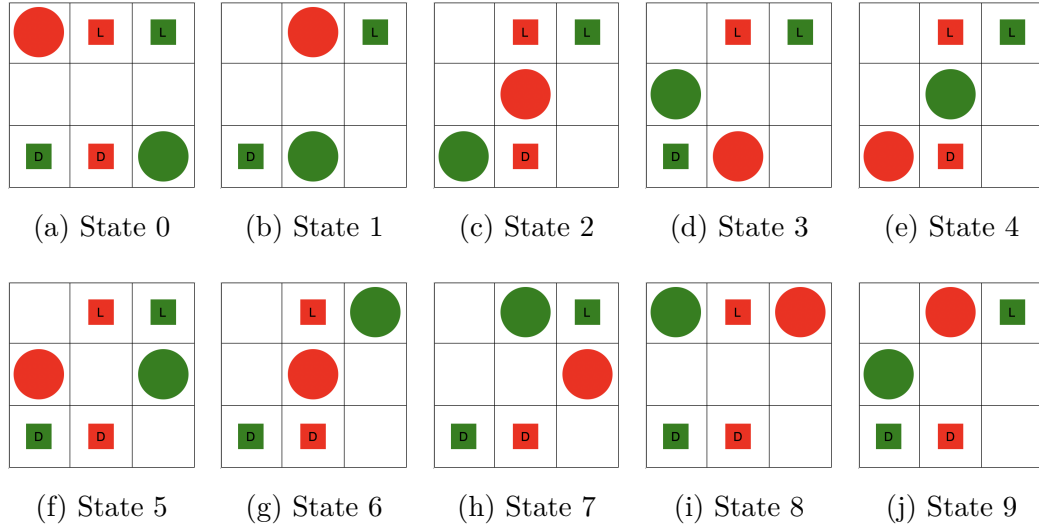 L L L L L L L L
D D D D D D D
(a) State 0 (b) State 1 (c) State 2 (d) State 3 (e) State 4
L L L L L L
D D D D D D D D D D
(f) State 5 (g) State 6 (h) State 7 (i) State 8 (j) State 9